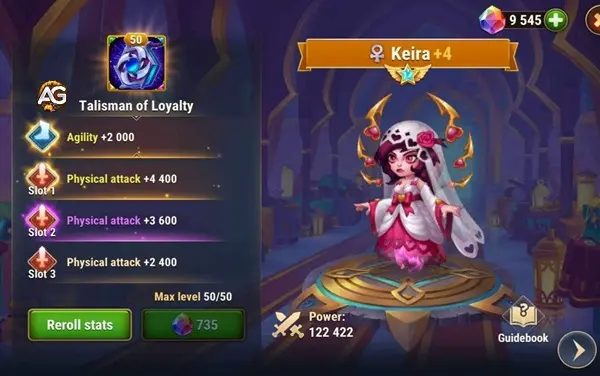 50
9 545
Keira +4
AG
Talisman of Loyalty
Agility +2 000
Physical attack +4 400
Slot 1
Physical attack +3 600
Slot 2
Physical attack +2 400
Slot 3
Max level 50/50
Reroll stats
735
Power:
122 422
?
Guidebook